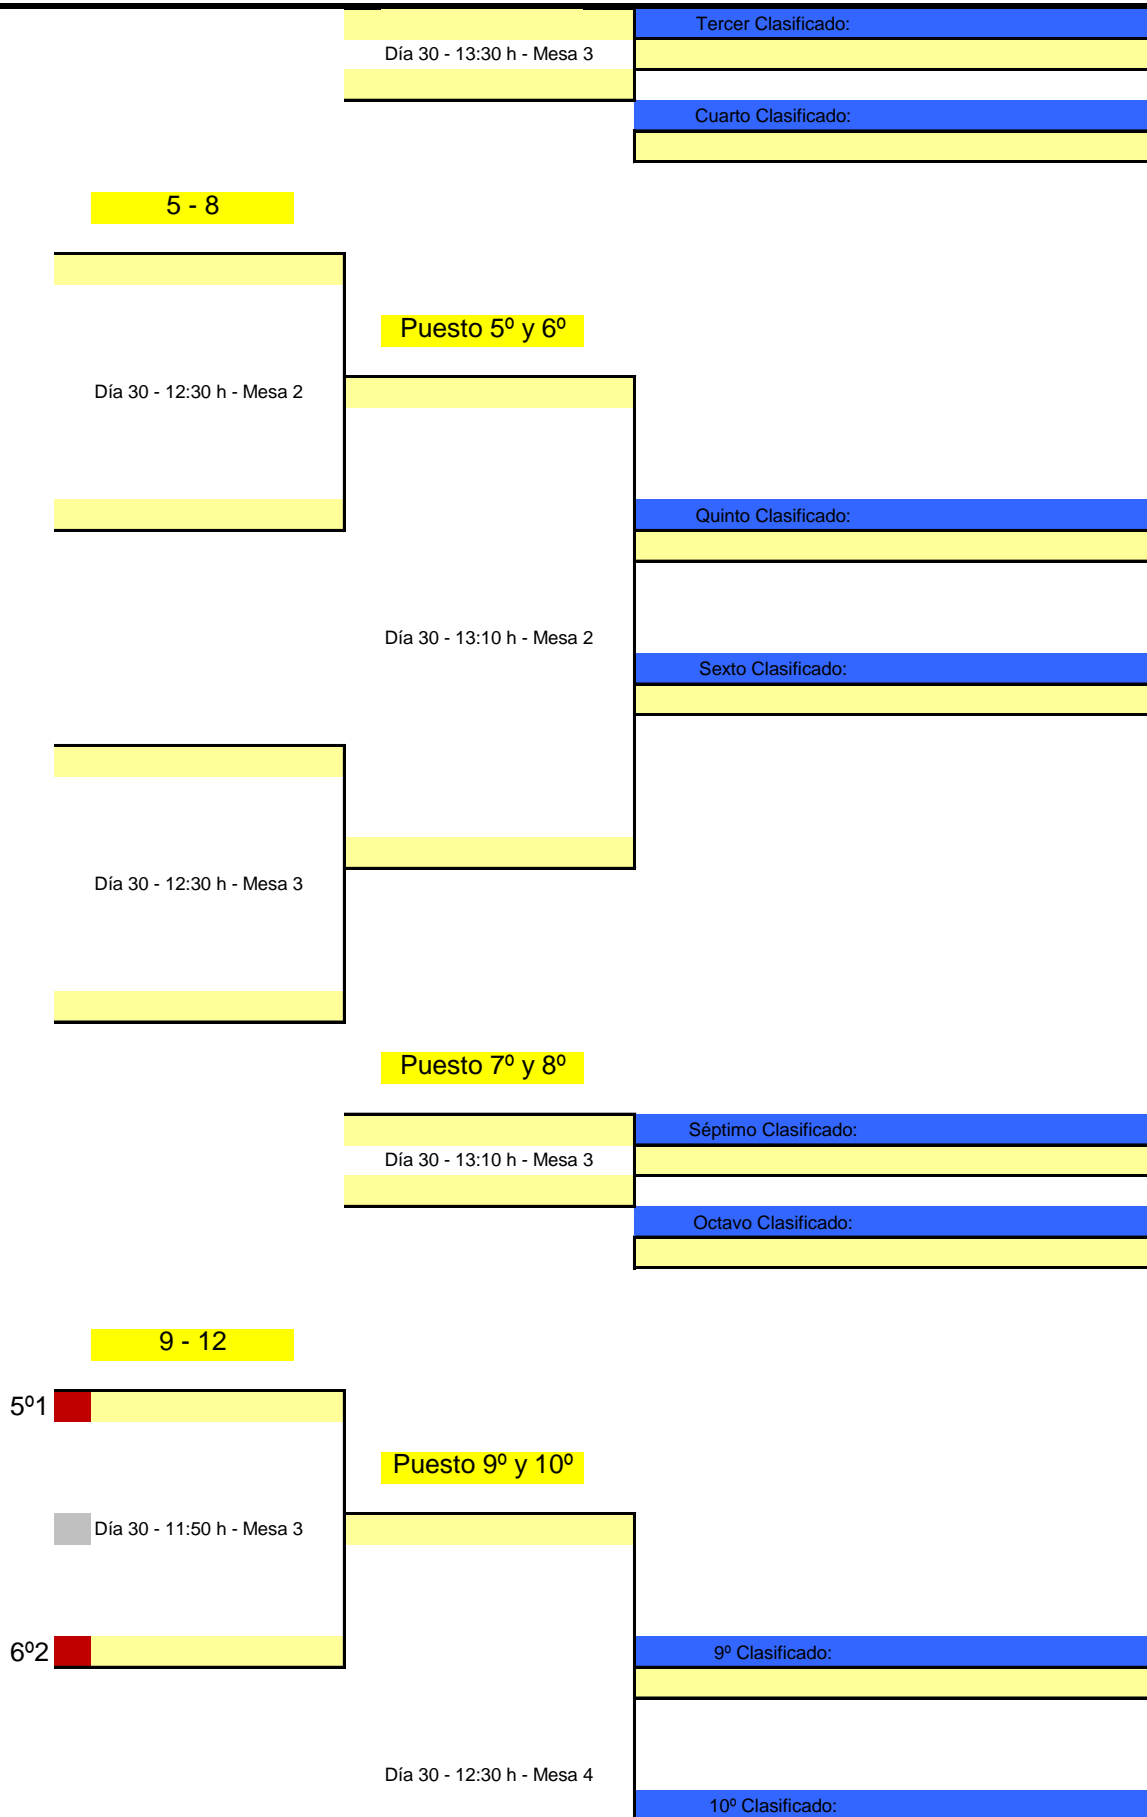 Tercer Clasificado:
Día 30 - 13:30 h - Mesa 3
Cuarto Clasificado:
5 - 8
Puesto 5º y 6º
Día 30 - 12:30 h - Mesa 2
Quinto Clasificado:
Día 30 - 13:10 h - Mesa 2
Sexto Clasificado:
Día 30 - 12:30 h - Mesa 3
Puesto 7º y 8º
Séptimo Clasificado:
Día 30 - 13:10 h - Mesa 3
Octavo Clasificado:
9 - 12
5º1
Puesto 9º y 10º
Día 30 - 11:50 h - Mesa 3
6º2
9º Clasificado:
Día 30 - 12:30 h - Mesa 4
10º Clasificado: